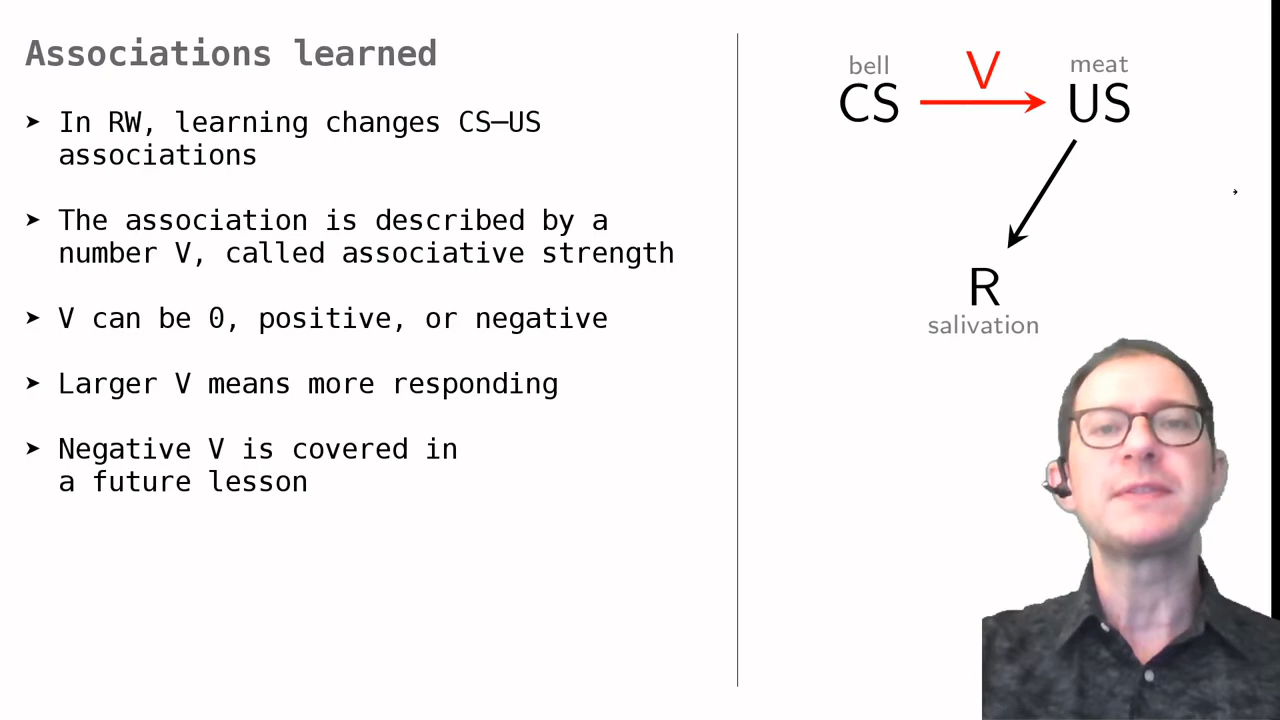 Associations learned
➤ In RW, learning changes CS–US
associations
➤ The association is described by a
number V, called associative strength
➤ V can be 0, positive, or negative
➤ Larger V means more responding
➤ Negative V is covered in
a future lesson
bell
V
meat
CS
US
R
salivation